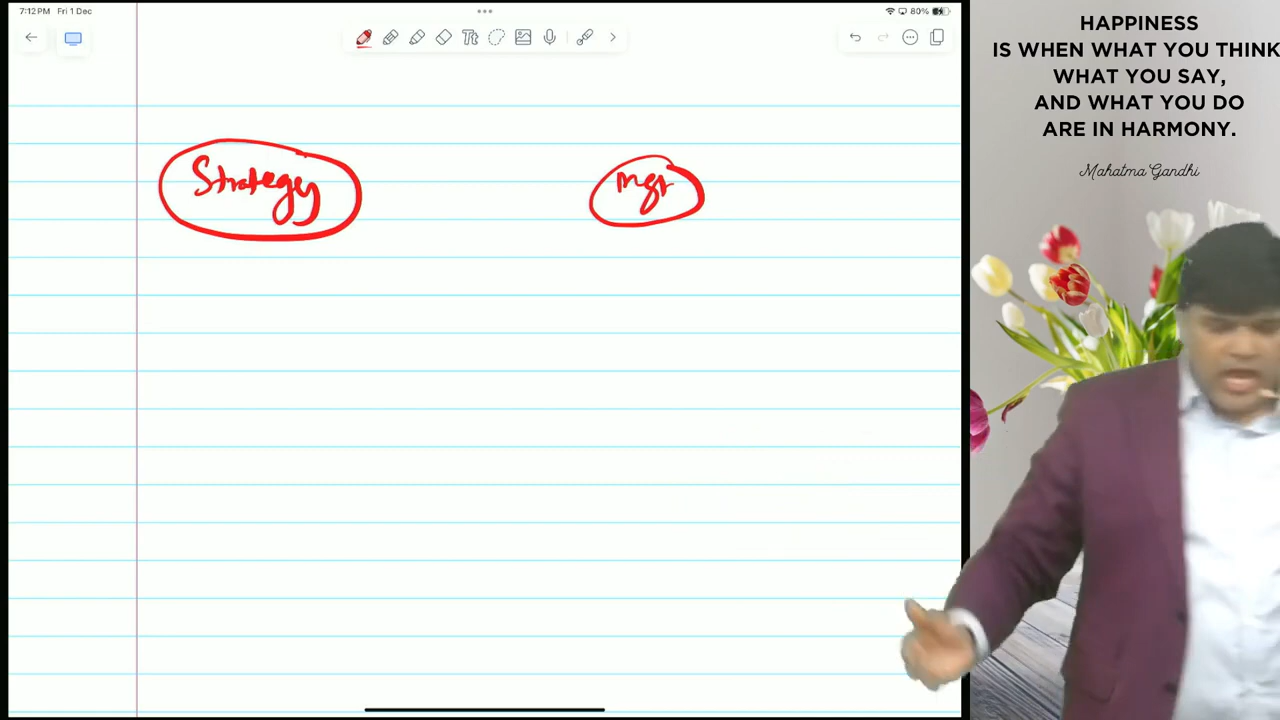 7:12 PM Fri 1 Dec
80%
Tt
Strategy
Mgt
HAPPINESS
IS WHEN WHAT YOU THINK
WHAT YOU SAY,
AND WHAT YOU DO
ARE IN HARMONY.
Mahatma Gandhi